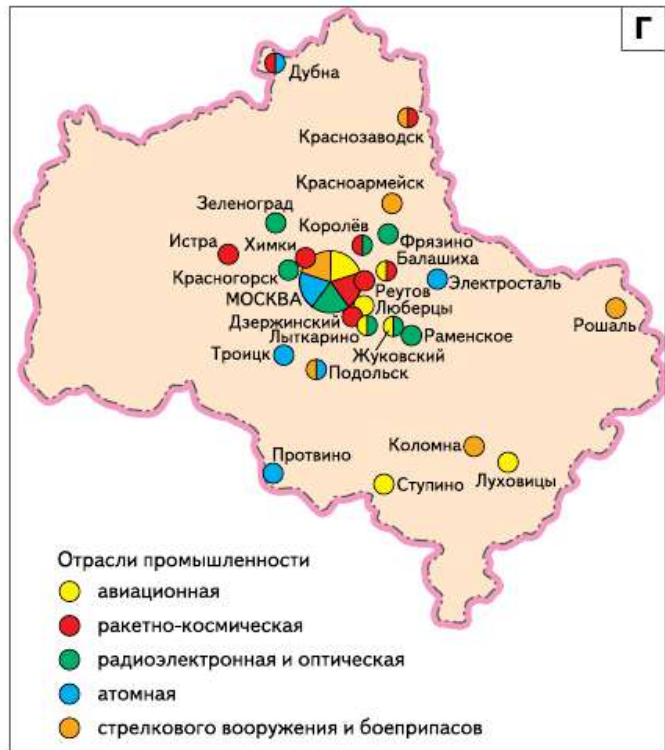 Г
Дубна
Краснозаводск
Красноармейск
Зеленоград
Королёв
Фрязино
Истра
Химки
Балашиха
Красногорск
Электросталь
МОСКВА
Реутов
Люберцы
Рошаль
Дзержинский
Лыткарино
Раменское
Жуковский
Троицк
Подольск
Коломна
Протвино
Луховицы
Ступино
Отрасли промышленности
авиационная
ракетно-космическая
радиоэлектронная и оптическая
атомная
стрелкового вооружения и боеприпасов